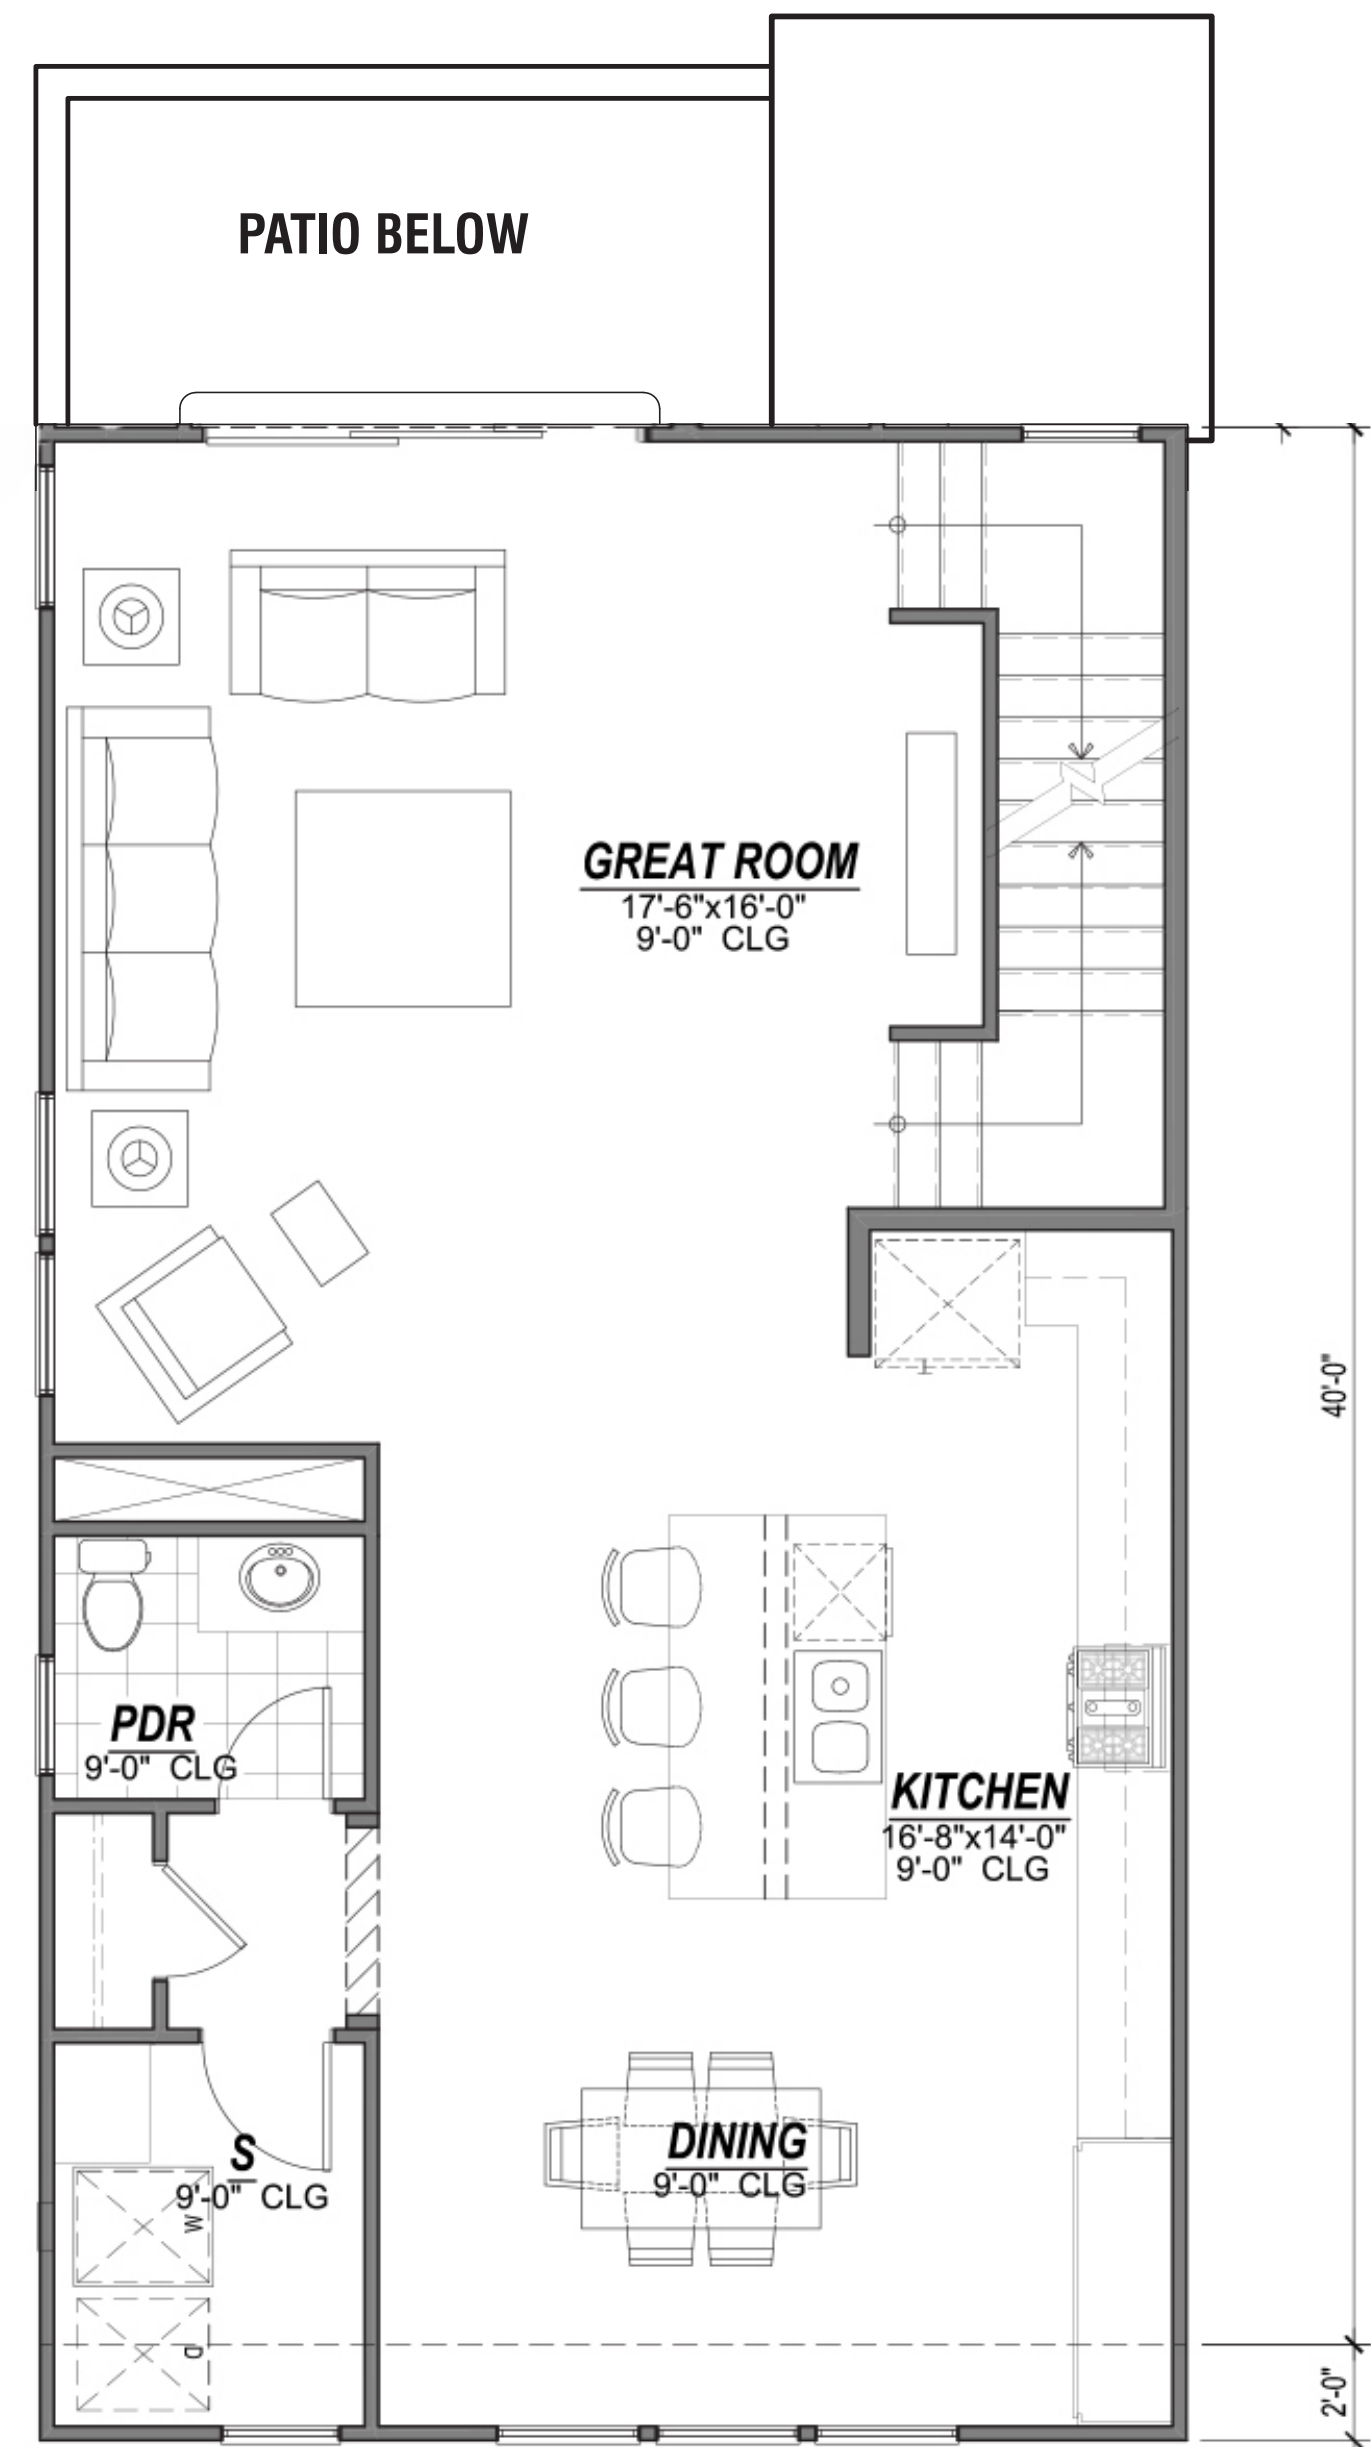 PATIO BELOW
GREAT ROOM
17'-6"x16'-0"
9'-0" CLG
40'-0"
PDR
9'-0" CLG
KITCHEN
16'-8"x14'-0"
9'-0" CLG
DINING
9'-0" CLG
S
9'-0" CLG
W
D
2'-0"